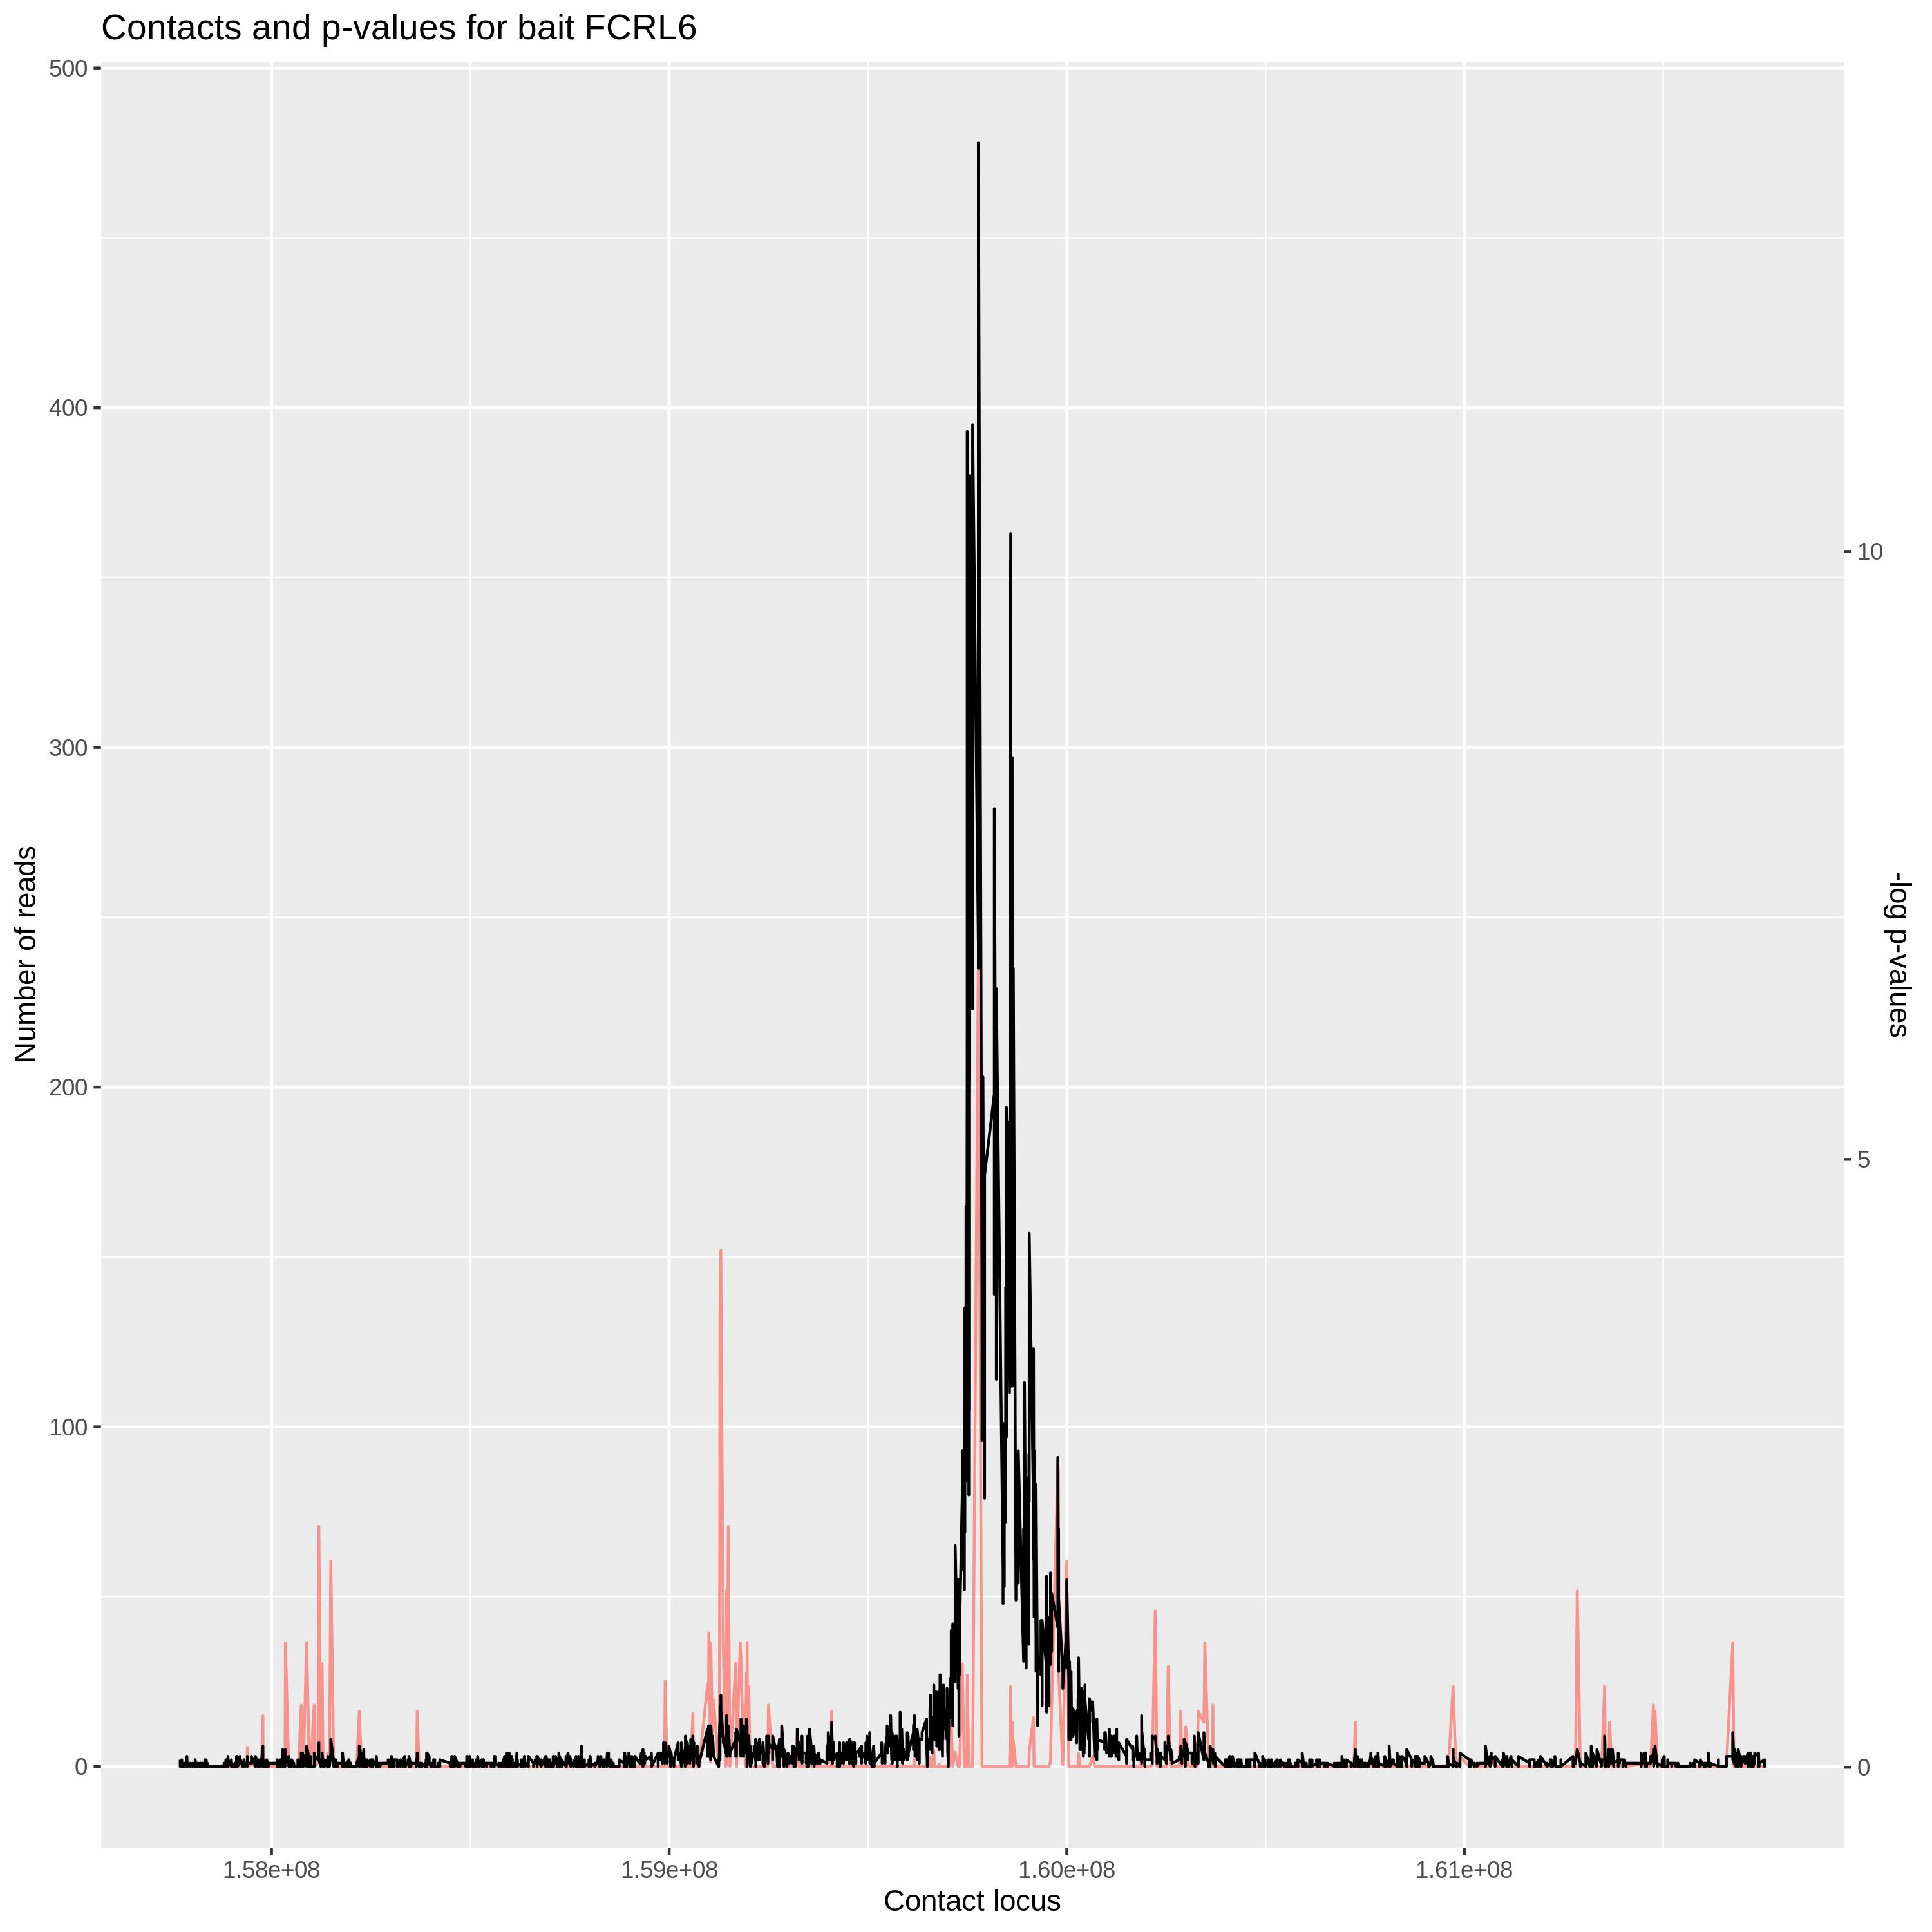 Contacts and p-values for bait FCRL6
500
400
300
200
100
0
Number of reads
10
5
0
-log p-values
1.58e+08
1.59e+08
1.60e+08
1.61e+08
Contact locus